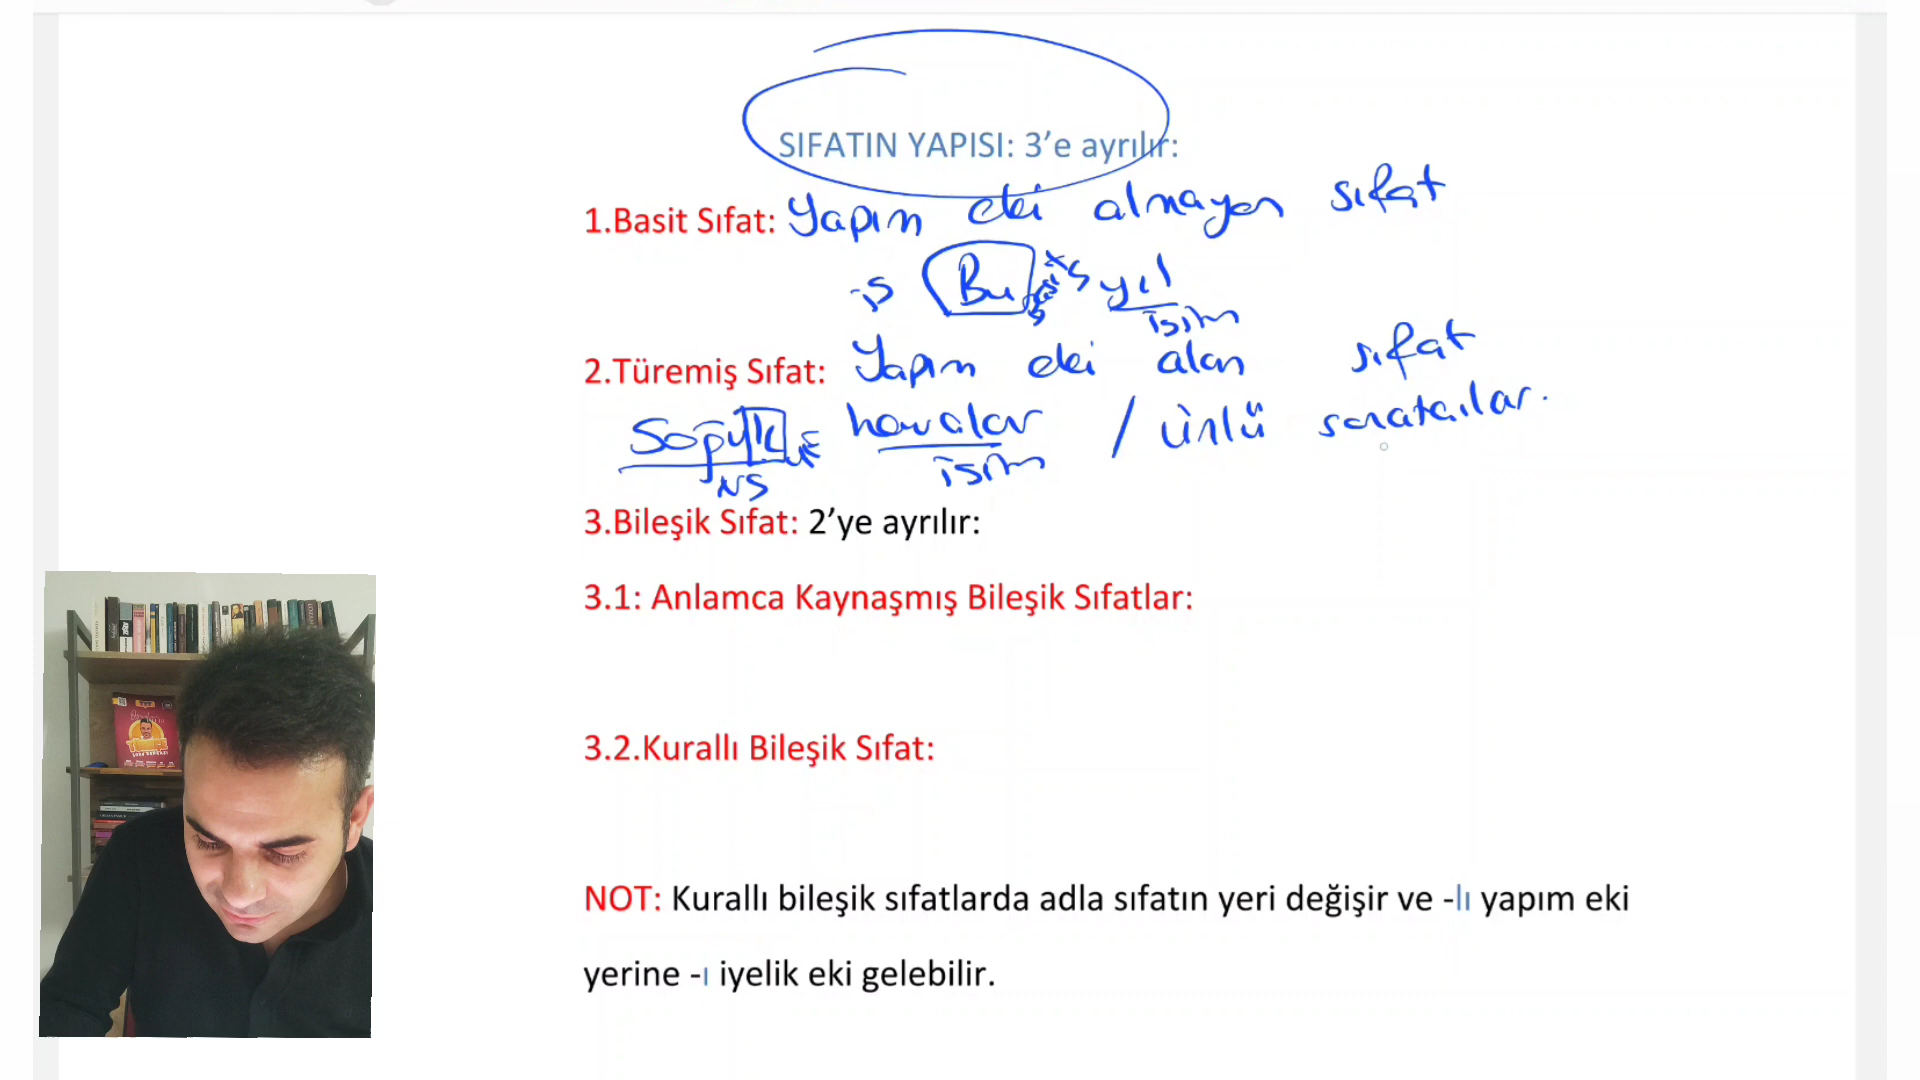 SIFATIN YAPISI: 3’e ayrılır:
1.Basit Sıfat: Yapım eki almayan sıfat
İS Bu yıl
isim
2.Türemiş Sıfat: Yapım eki alan sıfat
Soğuk YE havalar / ünlü sanatçılar.
NS isim
3.Bileşik Sıfat: 2’ye ayrılır:
3.1: Anlamca Kaynaşmış Bileşik Sıfatlar:
3.2.Kurallı Bileşik Sıfat:
NOT: Kurallı bileşik sıfatlarda adla sıfatın yeri değişir ve -lı yapım eki
yerine -ı iyelik eki gelebilir.